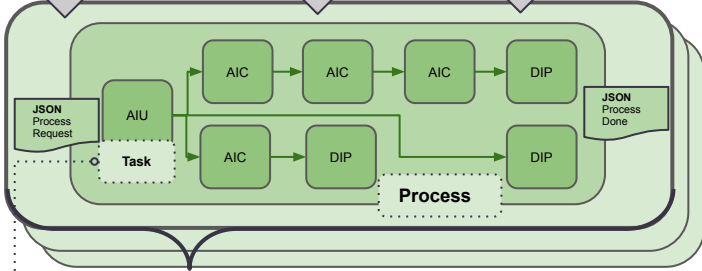 AIC
AIC
AIC
DIP
JSON
Process
Request
AIU
JSON
Process
Done
Task
AIC
DIP
DIP
Process